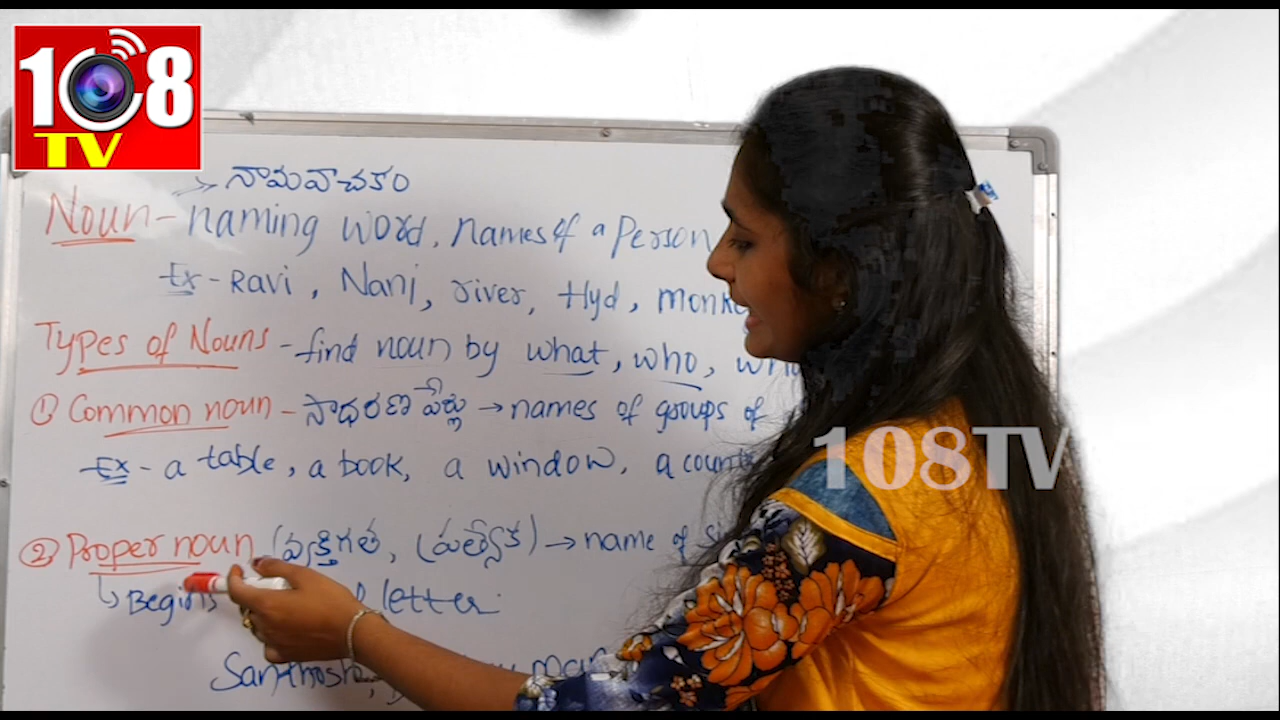 108
TV
నామవాచకం
Noun - naming word, names of a Person
Ex - Ravi, Nani, river, Hyd,
Types of Nouns - find noun by what, who,
① Common noun - సాధరణ పేర్లు → names of groups of
Ex - a table, a book, a window, a
108TV
② Proper noun (వ్యక్తిగత, ప్రత్యేక) → name of
Begins letter
Santhosh,